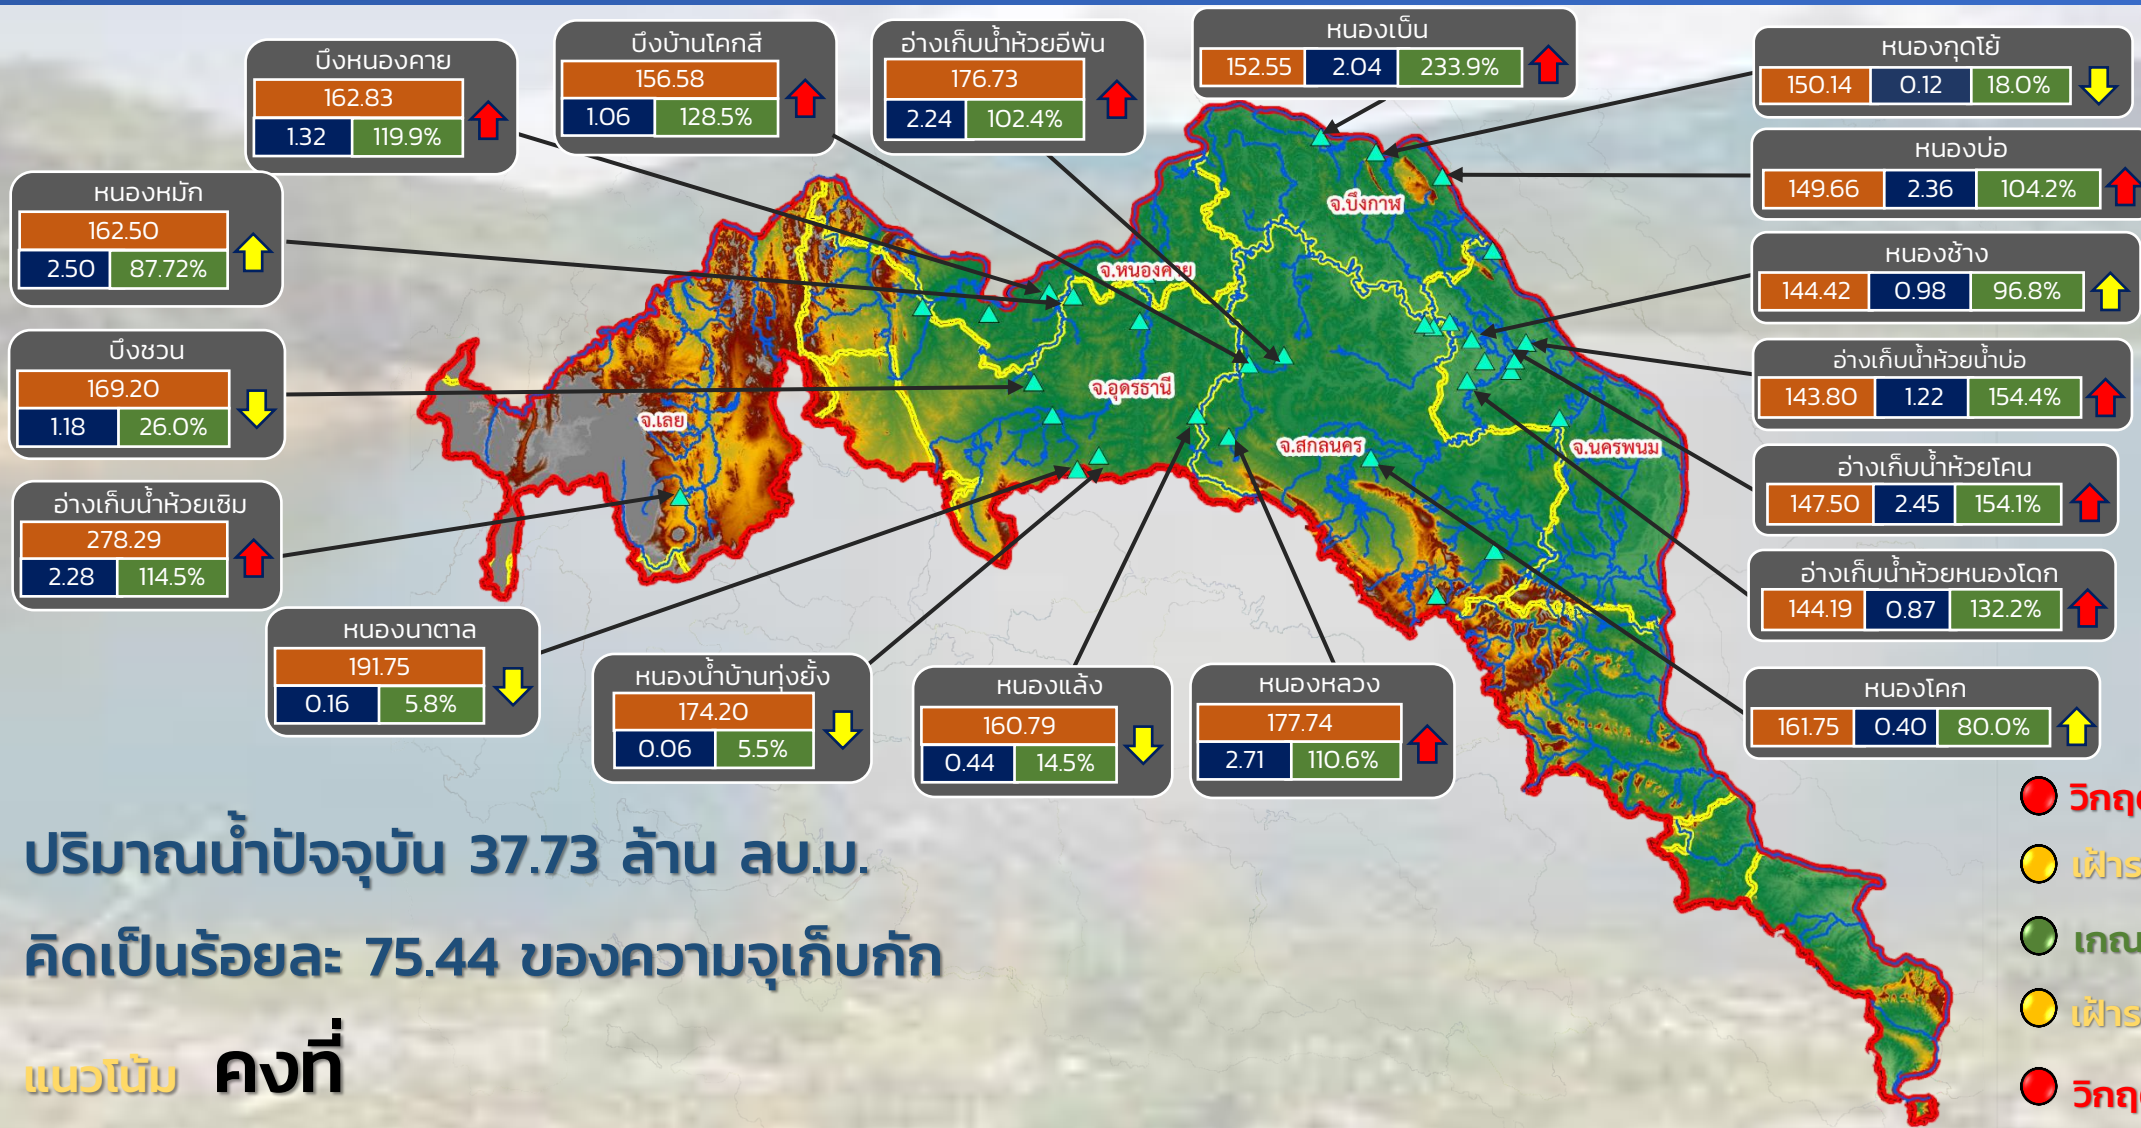 บึงหนองคาย
162.83
1.32 119.9%
บึงบ้านโคกสี
156.58
1.06 128.5%
อ่างเก็บน้ำห้วยอีพัน
176.73
2.24 102.4%
หนองเบ็น
152.55 2.04 233.9%
หนองกุดโย้
150.14 0.12 18.0%
หนองหมัก
162.50
2.50 87.72%
หนองบ่อ
149.66 2.36 104.2%
หนองช้าง
144.42 0.98 96.8%
บึงชวน
169.20
1.18 26.0%
อ่างเก็บน้ำห้วยน้ำบ่อ
143.80 1.22 154.4%
อ่างเก็บน้ำห้วยโคน
147.50 2.45 154.1%
อ่างเก็บน้ำห้วยเซิม
278.29
2.28 114.5%
อ่างเก็บน้ำห้วยหนองโดก
144.19 0.87 132.2%
หนองนาตาล
191.75
0.16 5.8%
หนองน้ำบ้านทุ่งยั้ง
174.20
0.06 5.5%
หนองแล้ง
160.79
0.44 14.5%
หนองหลวง
177.74
2.71 110.6%
หนองโคก
161.75 0.40 80.0%
จ.บึงกาฬ
จ.หนองคาย
จ.อุดรธานี
จ.เลย
จ.สกลนคร
จ.นครพนม
ปริมาณน้ำปัจจุบัน 37.73 ล้าน ลบ.ม.
คิดเป็นร้อยละ 75.44 ของความจุเก็บกัก
แนวโน้ม คงที่